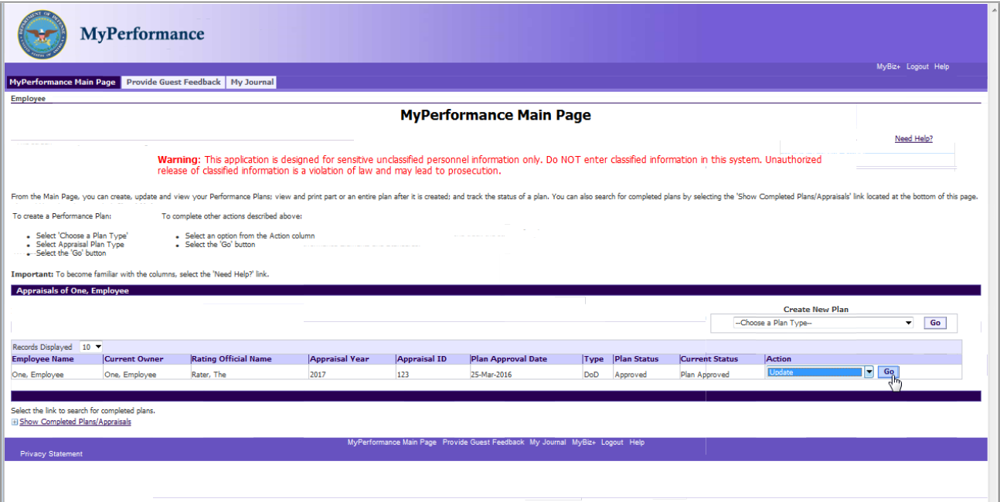 MyPerformance
MyBiz+ Logout Help
MyPerformance Main Page Provide Guest Feedback My Journal
Employee
MyPerformance Main Page
Need Help?
Warning: This application is designed for sensitive unclassified personnel information only. Do NOT enter classified information in this system. Unauthorized
release of classified information is a violation of law and may lead to prosecution.
From the Main Page, you can create, update and view your Performance Plans; view and print part or an entire plan after it is created; and track the status of a plan. You can also search for completed plans by selecting the 'Show Completed Plans/Appraisals' link located at the bottom of this page.
To create a Performance Plan: To complete other actions described above:
Select 'Choose a Plan Type' Select an option from the Action column
Select Appraisal Plan Type Select the 'Go' button
Select the 'Go' button
Important: To become familiar with the columns, select the 'Need Help?' link.
Appraisals of One, Employee
Create New Plan
--Choose a Plan Type-- Go
Records Displayed 10
Employee Name Current Owner Rating Official Name Appraisal Year Appraisal ID Plan Approval Date Type Plan Status Current Status Action
One, Employee One, Employee Rater, The 2017 123 25-Mar-2016 DoD Approved Plan Approved Update Go
Select the link to search for completed plans.
Show Completed Plans/Appraisals
MyPerformance Main Page Provide Guest Feedback My Journal MyBiz+ Logout Help
Privacy Statement